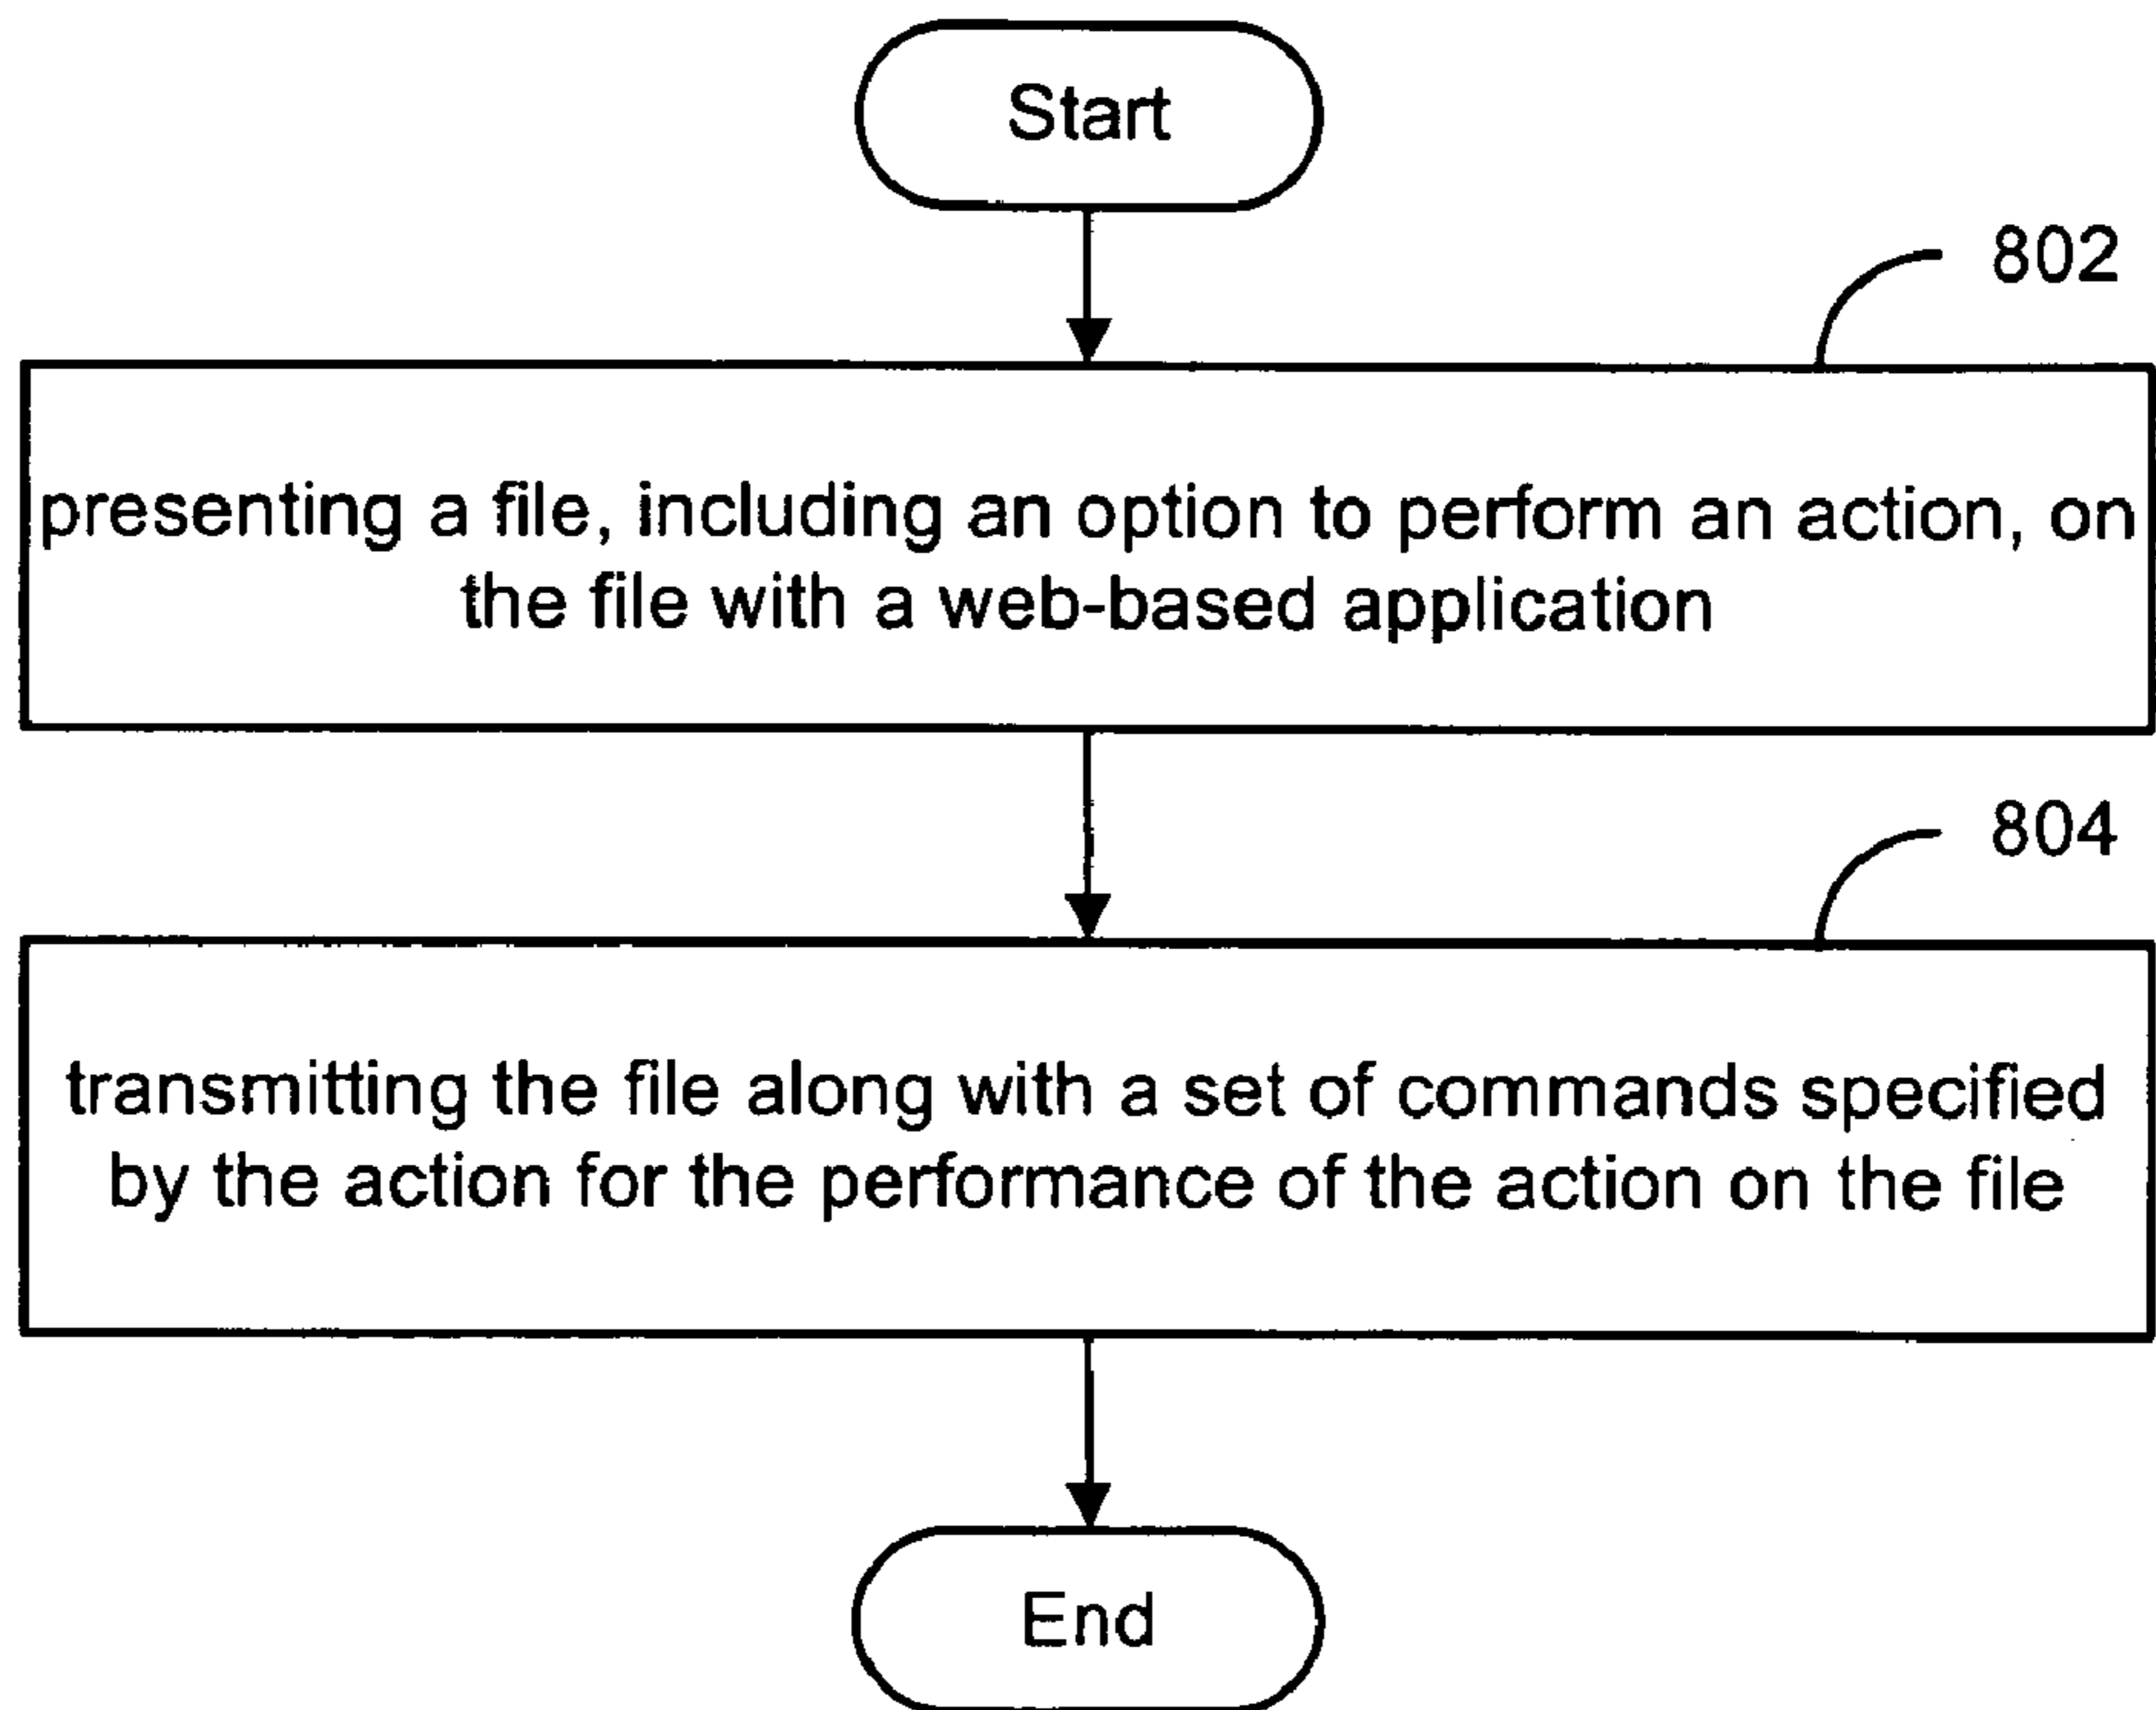 Start
802
presenting a file, including an option to perform an action, on
the file with a web-based application
804
transmitting the file along with a set of commands specified
by the action for the performance of the action on the file
End